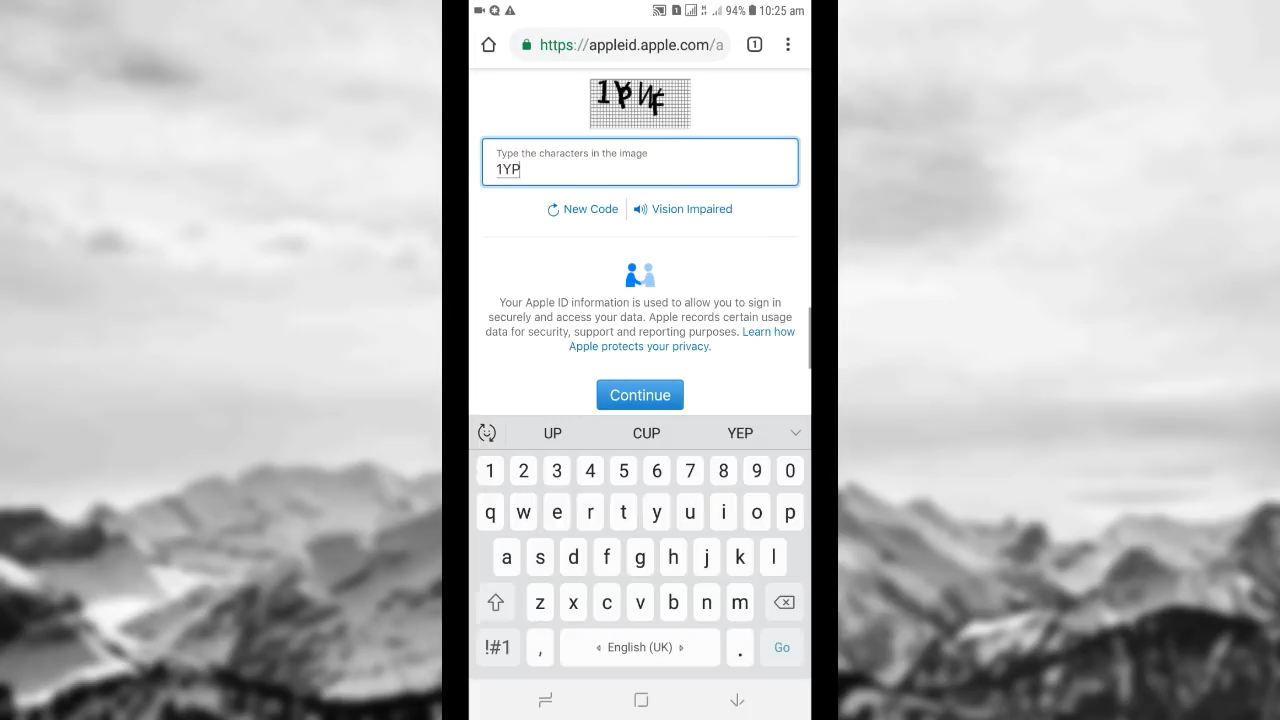 94% 10:25 am
https://appleid.apple.com/a
1
Type the characters in the image
1YP
New Code
Vision Impaired
Your Apple ID information is used to allow you to sign in
securely and access your data. Apple records certain usage
data for security, support and reporting purposes. Learn how
Apple protects your privacy.
Continue
UP CUP YEP
1 2 3 4 5 6 7 8 9 0
q w e r t y u i o p
a s d f g h j k l
z x c v b n m
!#1 , English (UK) . Go